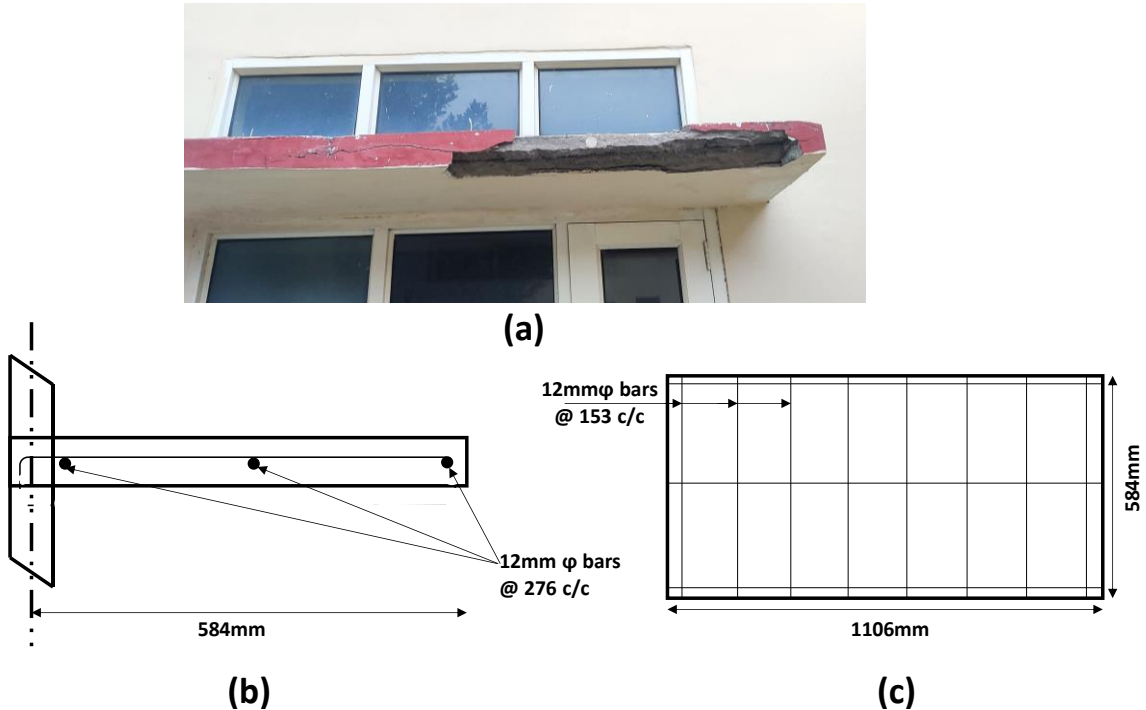 (a)
12mm φ bars
@ 276 c/c
584mm
(b)
12mmφ bars
@ 153 c/c
584mm
1106mm
(c)